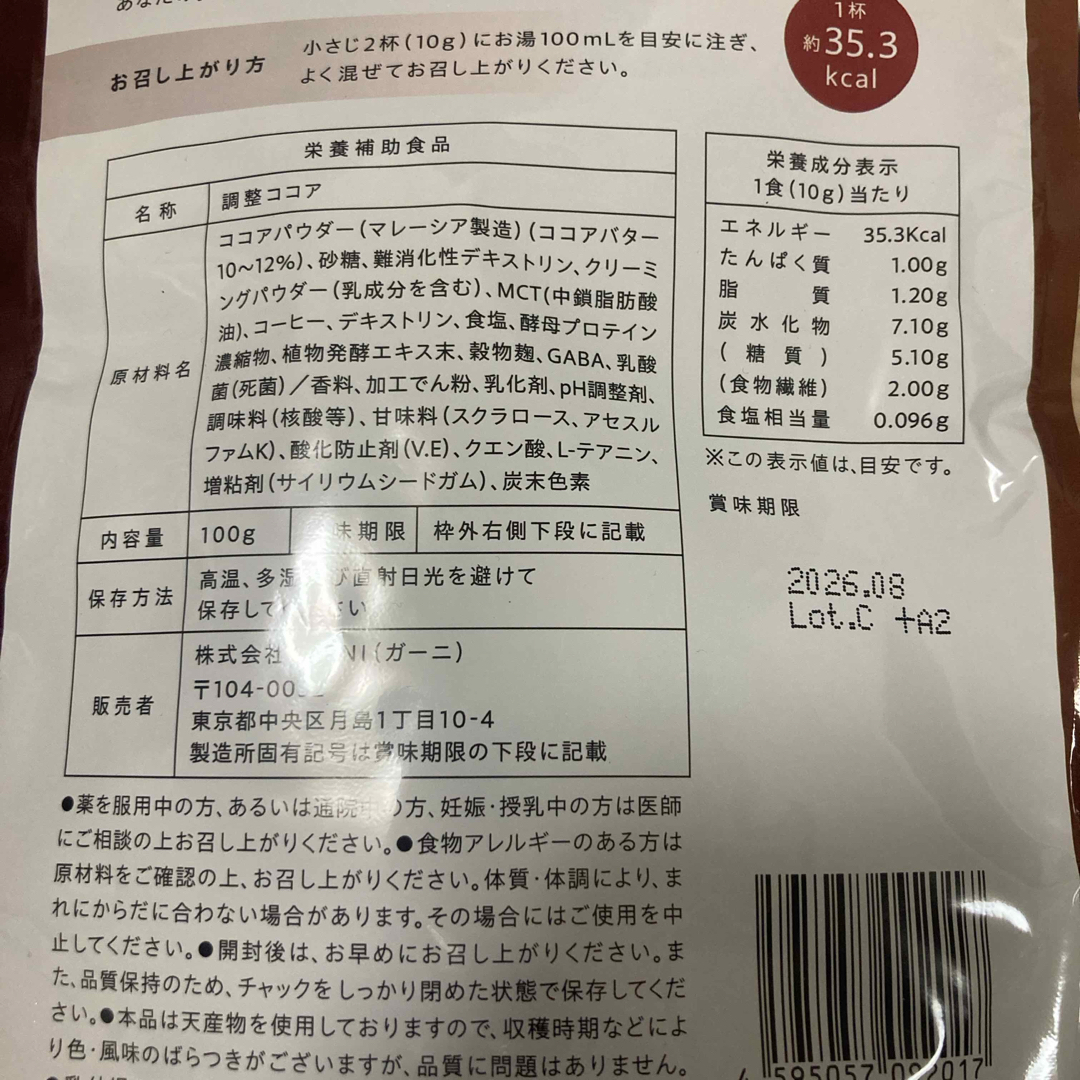 お召し上がり方
小さじ2杯(10g)にお湯100mLを目安に注ぎ、
よく混ぜてお召し上がりください。
1杯
約35.3
kcal
栄養補助食品
名称
調整ココア
原材料名
ココアパウダー(マレーシア製造)(ココアバター
10~12%)、砂糖、難消化性デキストリン、クリーミ
ングパウダー(乳成分を含む)、MCT(中鎖脂肪酸
油)、コーヒー、デキストリン、食塩、酵母プロテイン
濃縮物、植物発酵エキス末、穀物麹、GABA、乳酸
菌(死菌)/香料、加工でん粉、乳化剤、pH調整剤、
調味料(核酸等)、甘味料(スクラロース、アセスル
ファムK)、酸化防止剤(V.E)、クエン酸、L-テアニン、
増粘剤(サイリウムシードガム)、炭末色素
内容量
100g
味期限
枠外右側下段に記載
保存方法
高温、多湿 び直射日光を避けて
保存して さい
販売者
株式会社 NI(ガーニ)
〒104-00
東京都中央区月島1丁目10-4
製造所固有記号は賞味期限の下段に記載
栄養成分表示
1食(10g)当たり
エネルギー 35.3Kcal
たんぱく質 1.00g
脂質 1.20g
炭水化物 7.10g
(糖質) 5.10g
(食物繊維) 2.00g
食塩相当量 0.096g
※この表示値は、目安です。
賞味期限
2026.08
Lot.C +A2
●薬を服用中の方、あるいは通院中の方、妊娠・授乳中の方は医師
にご相談の上お召し上がりください。●食物アレルギーのある方は
原材料をご確認の上、お召し上がりください。体質・体調により、ま
れにからだに合わない場合があります。その場合にはご使用を中
止してください。●開封後は、お早めにお召し上がりください。ま
た、品質保持のため、チャックをしっかり閉めた状態で保存してくだ
さい。●本品は天産物を使用しておりますので、収穫時期などによ
り色・風味のばらつきがございますが、品質に問題はありません。
4 595057 092017